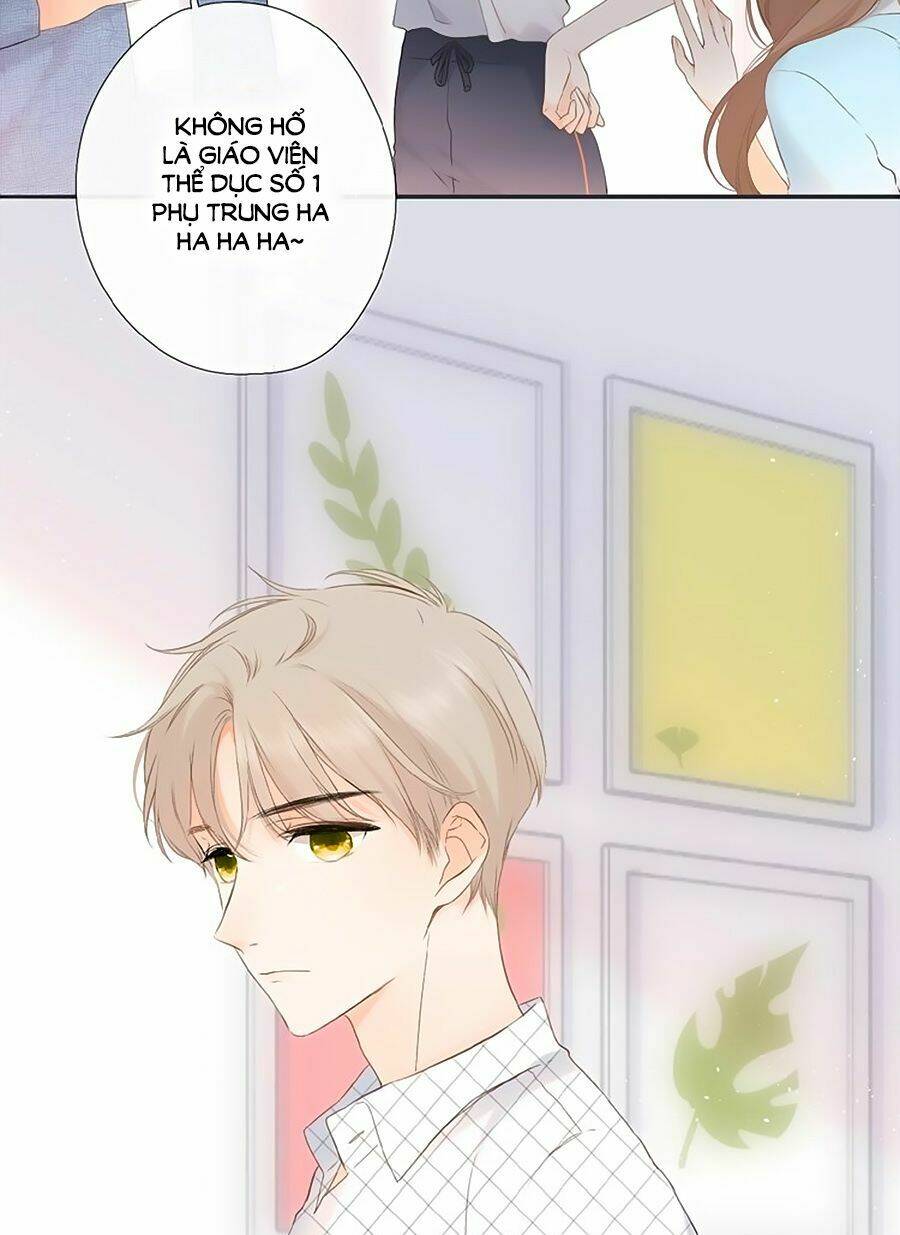 KHÔNG HỔ
LÀ GIÁO VIÊN
THỂ DỤC SỐ 1
PHỤ TRUNG HA
HA HA HA~